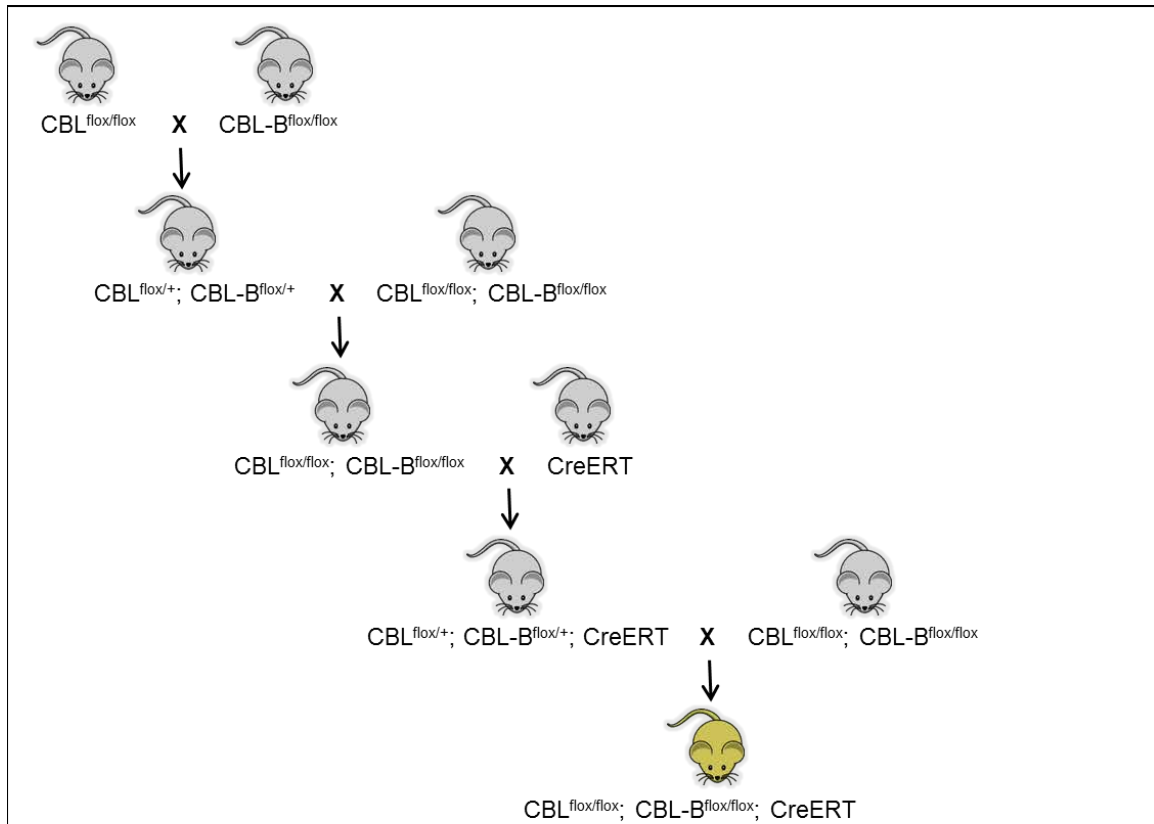 CBL^flox/flox X CBL-B^flox/flox
CBL^flox/+; CBL-B^flox/+ X CBL^flox/flox; CBL-B^flox/flox
CBL^flox/flox; CBL-B^flox/flox X CreERT
CBL^flox/+; CBL-B^flox/+; CreERT X CBL^flox/flox; CBL-B^flox/flox
CBL^flox/flox; CBL-B^flox/flox; CreERT